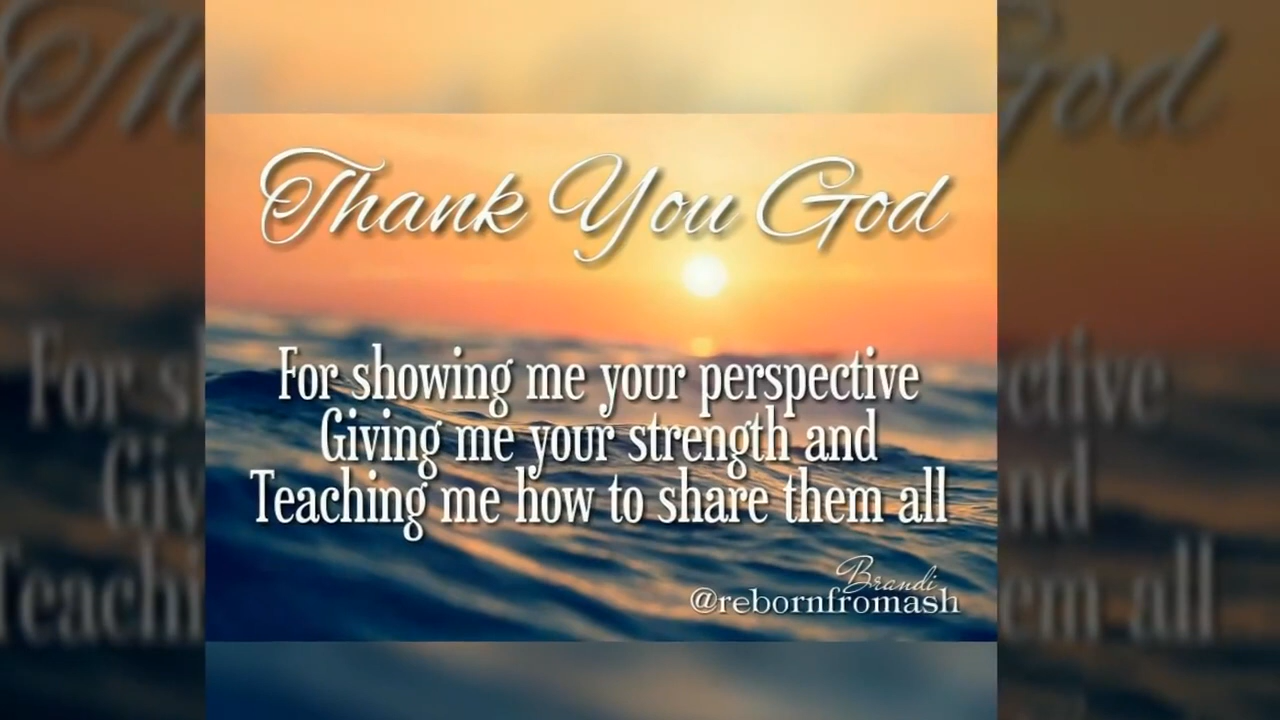 Thank You God
For showing me your perspective
Giving me your strength and
Teaching me how to share them all
Brandi
@rebornfromash